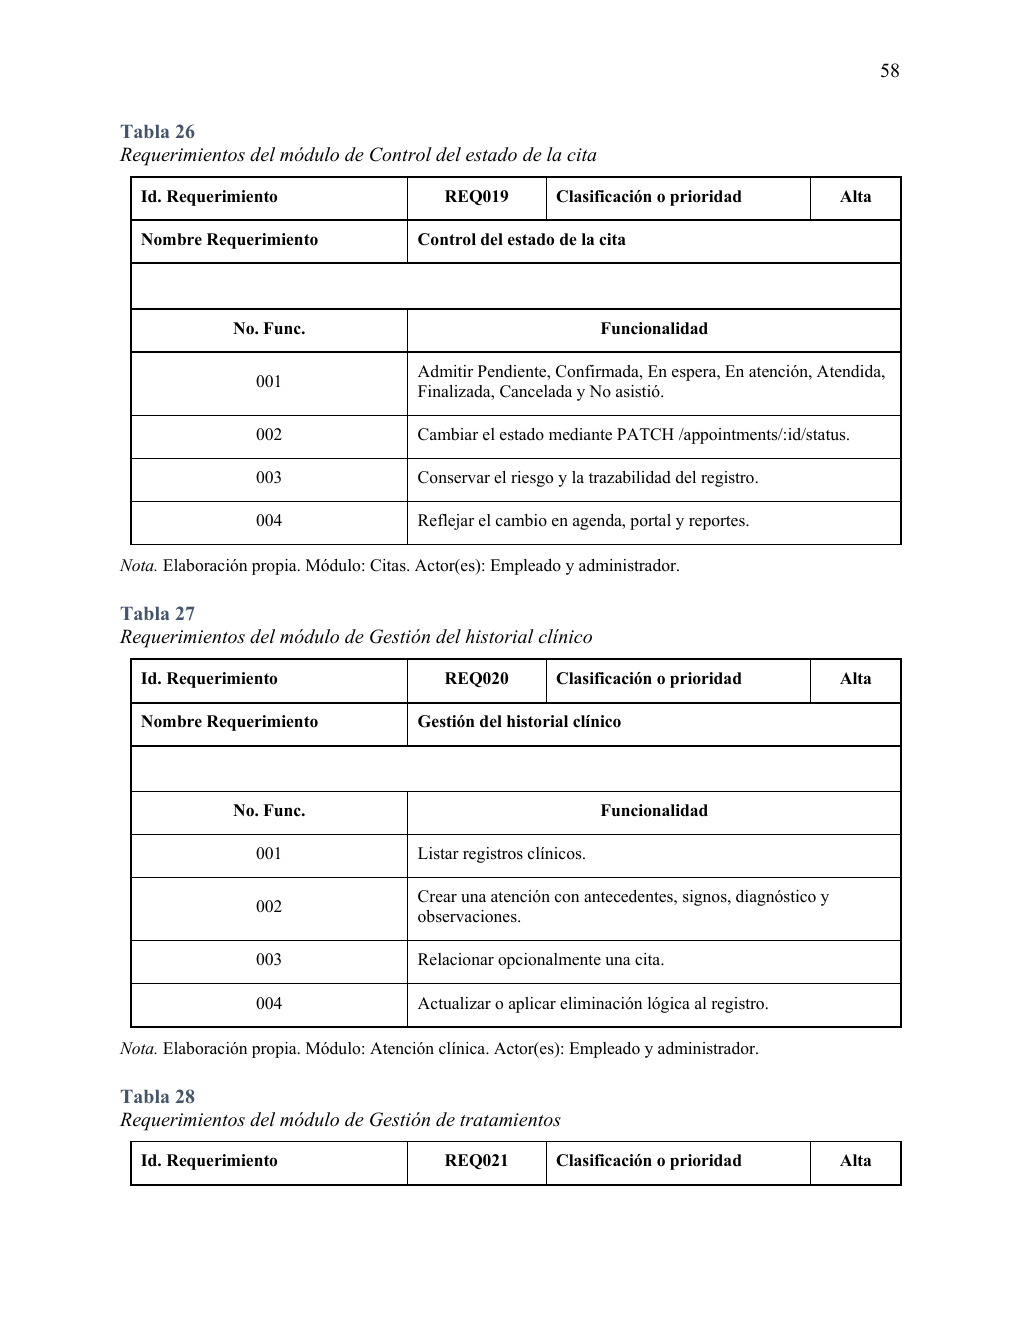 58
Tabla 26
Requerimientos del módulo de Control del estado de la cita
Id. Requerimiento REQ019 Clasificación o prioridad Alta
Nombre Requerimiento Control del estado de la cita
No. Func. Funcionalidad
001 Admitir Pendiente, Confirmada, En espera, En atención, Atendida,
Finalizada, Cancelada y No asistió.
002 Cambiar el estado mediante PATCH /appointments/:id/status.
003 Conservar el riesgo y la trazabilidad del registro.
004 Reflejar el cambio en agenda, portal y reportes.
Nota. Elaboración propia. Módulo: Citas. Actor(es): Empleado y administrador.
Tabla 27
Requerimientos del módulo de Gestión del historial clínico
Id. Requerimiento REQ020 Clasificación o prioridad Alta
Nombre Requerimiento Gestión del historial clínico
No. Func. Funcionalidad
001 Listar registros clínicos.
002 Crear una atención con antecedentes, signos, diagnóstico y
observaciones.
003 Relacionar opcionalmente una cita.
004 Actualizar o aplicar eliminación lógica al registro.
Nota. Elaboración propia. Módulo: Atención clínica. Actor(es): Empleado y administrador.
Tabla 28
Requerimientos del módulo de Gestión de tratamientos
Id. Requerimiento REQ021 Clasificación o prioridad Alta